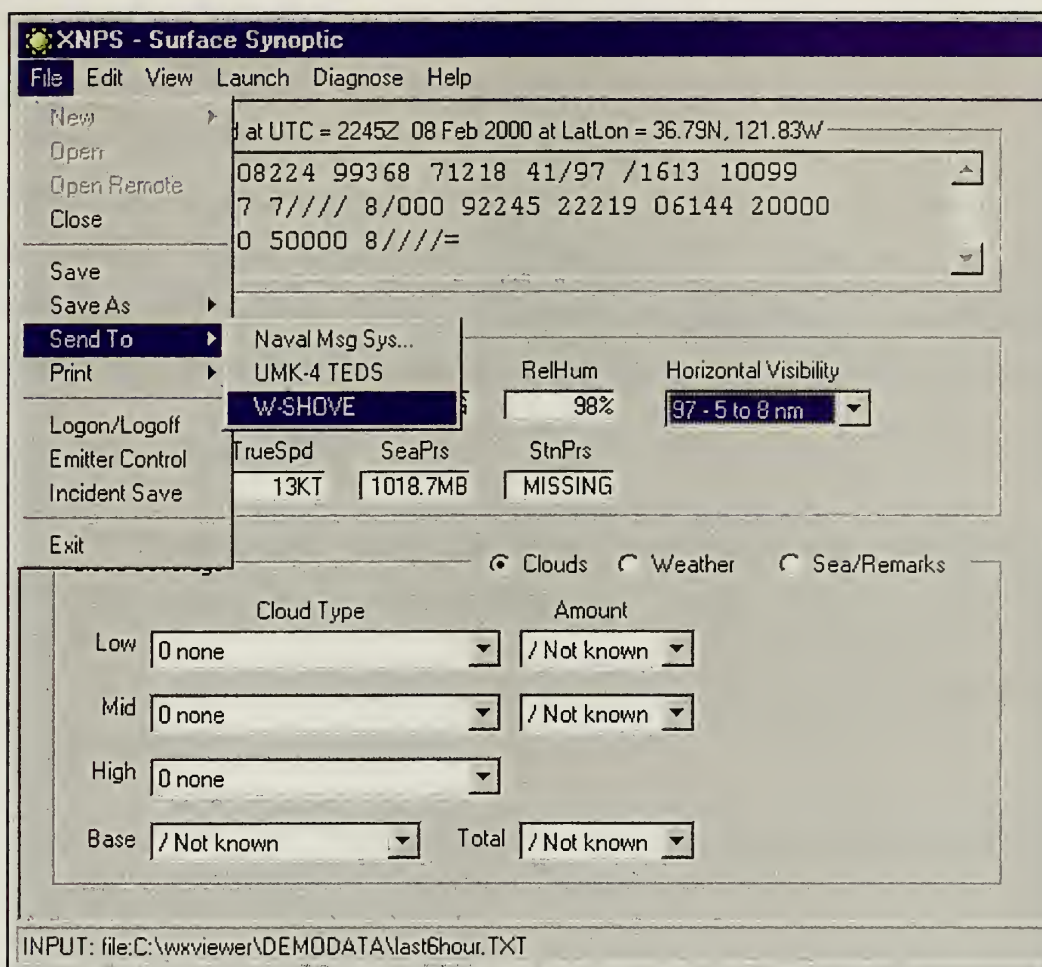 XNPS - Surface Synoptic
File Edit View Launch Diagnose Help
New
Open
Open Remote
Close
Save
Save As
Send To
Print
Logon/Logoff
Emitter Control
Incident Save
Exit
Naval Msg Sys...
UMK-4 TEDS
W-SHOVE
at UTC = 2245Z 08 Feb 2000 at LatLon = 36.79N, 121.83W
08224 99368 71218 41/97 /1613 10099
7 7//// 8/000 92245 22219 06144 20000
0 50000 8////=
RelHum Horizontal Visibility
98% 97 - 5 to 8 nm
TrueSpd SeaPrs StnPrs
13KT 1018.7MB MISSING
Clouds Weather Sea/Remarks
Cloud Type Amount
Low 0 none / Not known
Mid 0 none / Not known
High 0 none
Base / Not known Total / Not known
INPUT: file:C:\wxviewer\DEMODATA\last6hour.TXT